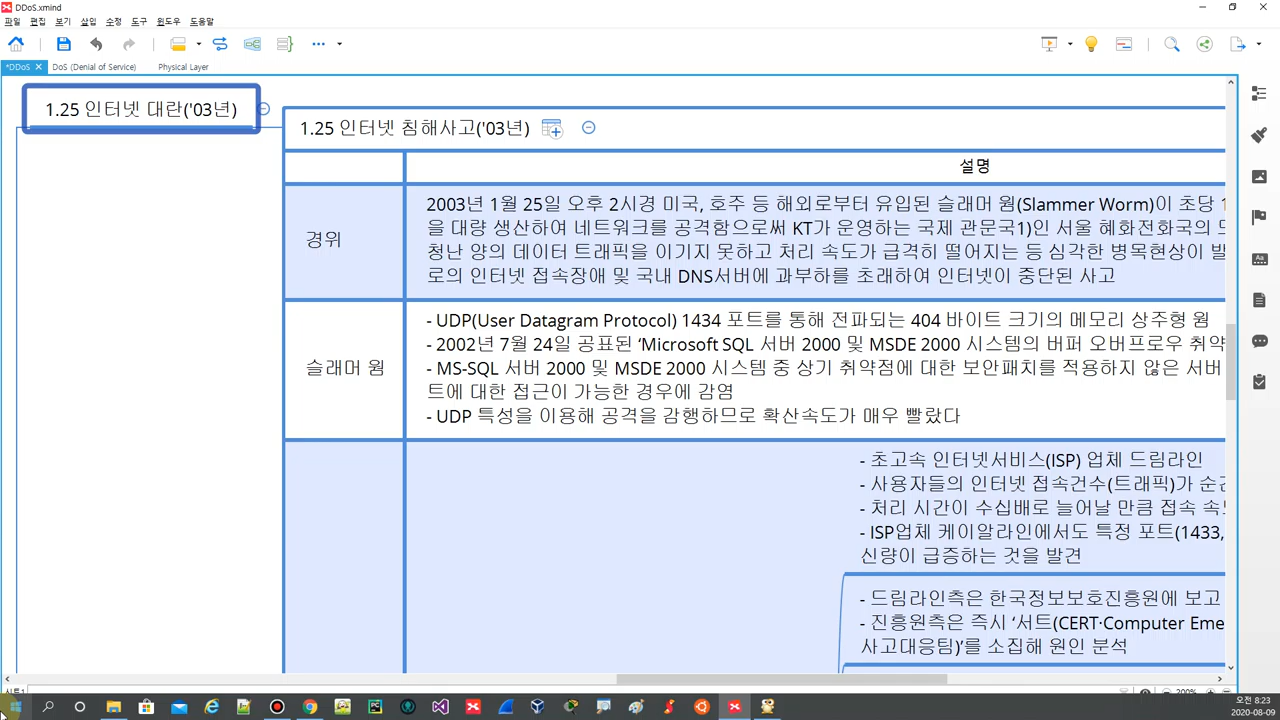 DDoS.xmind
파일 편집 보기 삽입 수정 도구 윈도우 도움말
*DDoS DoS (Denial of Service) Physical Layer
1.25 인터넷 대란('03년)
1.25 인터넷 침해사고('03년)
설명
경위
2003년 1월 25일 오후 2시경 미국, 호주 등 해외로부터 유입된 슬래머 웜(Slammer Worm)이 초당 1
을 대량 생산하여 네트워크를 공격함으로써 KT가 운영하는 국제 관문국1)인 서울 혜화전화국의
청난 양의 데이터 트래픽을 이기지 못하고 처리 속도가 급격히 떨어지는 등 심각한 병목현상이 발
로의 인터넷 접속장애 및 국내 DNS서버에 과부하를 초래하여 인터넷이 중단된 사고
슬래머 웜
- UDP(User Datagram Protocol) 1434 포트를 통해 전파되는 404 바이트 크기의 메모리 상주형 웜
- 2002년 7월 24일 공표된 ‘Microsoft SQL 서버 2000 및 MSDE 2000 시스템의 버퍼 오버프로우 취약
- MS-SQL 서버 2000 및 MSDE 2000 시스템 중 상기 취약점에 대한 보안패치를 적용하지 않은 서버
트에 대한 접근이 가능한 경우에 감염
- UDP 특성을 이용해 공격을 감행하므로 확산속도가 매우 빨랐다
- 초고속 인터넷서비스(ISP) 업체 드림라인
- 사용자들의 인터넷 접속건수(트래픽)가 순간
- 처리 시간이 수십배로 늘어날 만큼 접속 속도
- ISP업체 케이알라인에서도 특정 포트(1433,
신량이 급증하는 것을 발견
- 드림라인측은 한국정보보호진흥원에 보고
- 진흥원측은 즉시 ‘서트(CERT·Computer Eme
사고대응팀)’를 소집해 원인 분석
시트1
200%
오전 8:23
2020-08-09